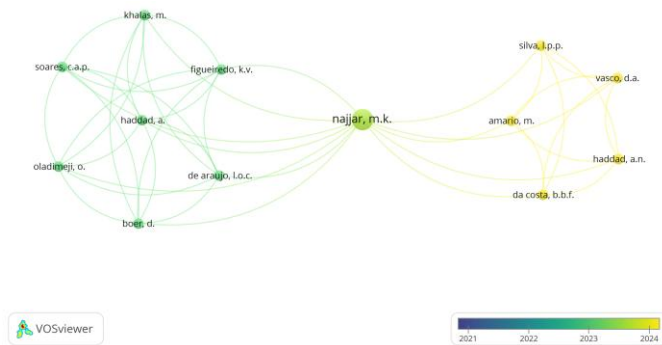 khalas, m.
soares, c.a.p.
figueiredo, k.v.
haddad, a.
oladimeji, o.
de araujo, l.o.c.
boer, d.
najjar, m.k.
silva, l.p.p.
vasco, d.a.
amario, m.
haddad, a.n.
da costa, b.b.f.
VOSviewer
2021 2022 2023 2024